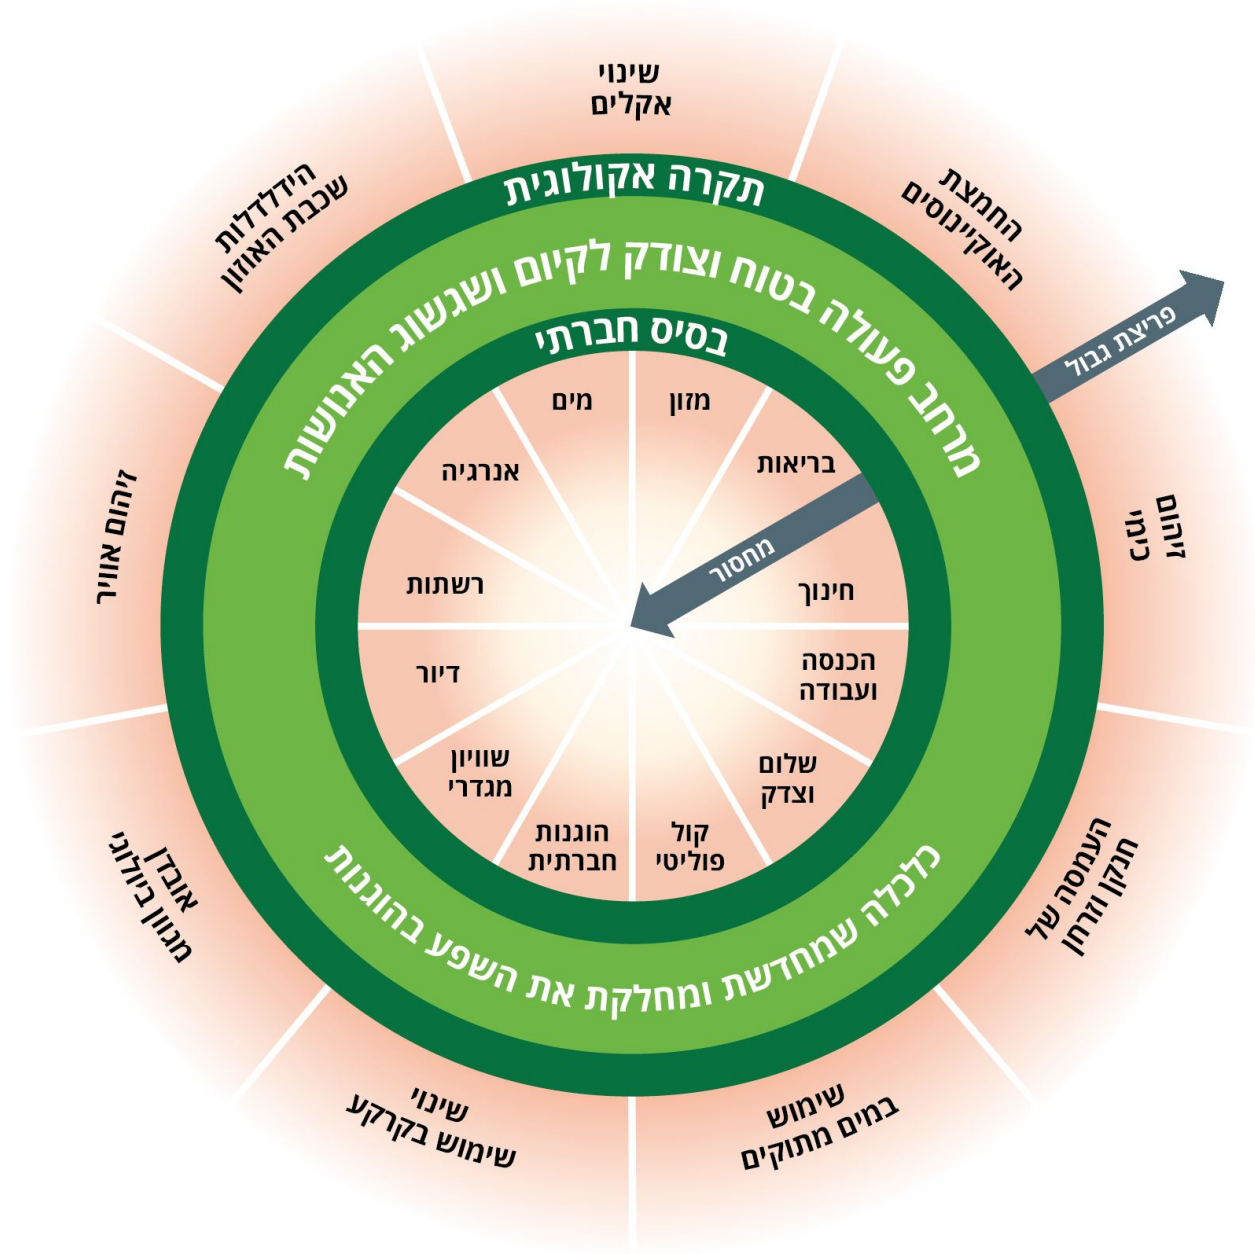 שינוי
אקלים
החמצת
האוקיינוסים
פריצת גבול
זיהום
כימי
העמסה של
חנקן וזרחן
שימוש
במים מתוקים
שינוי
שימוש בקרקע
אובדן
מגוון ביולוגי
זיהום אוויר
הידלדלות
שכבת האוזון
תקרה אקולוגית
מרחב פעולה בטוח וצודק לקיום ושגשוג האנושות
בסיס חברתי
מזון
בריאות
מחסור
חינוך
הכנסה
ועבודה
שלום
וצדק
קול
פוליטי
הוגנות
חברתית
שוויון
מגדרי
דיור
רשתות
אנרגיה
מים
כלכלה שמחדשת ומחלקת את השפע בהוגנות